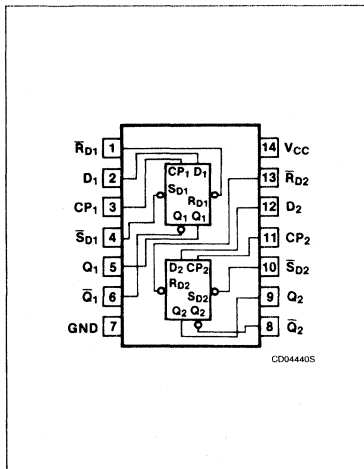 R̅D1 1
D1 2
CP1 3
S̅D1 4
Q1 5
Q̅1 6
GND 7
14 VCC
13 R̅D2
12 D2
11 CP2
10 S̅D2
9 Q2
8 Q̅2
CP1 D1
SD1
RD1
Q1 Q1
D2 CP2
RD2
SD2
Q2 Q2
CD04440S